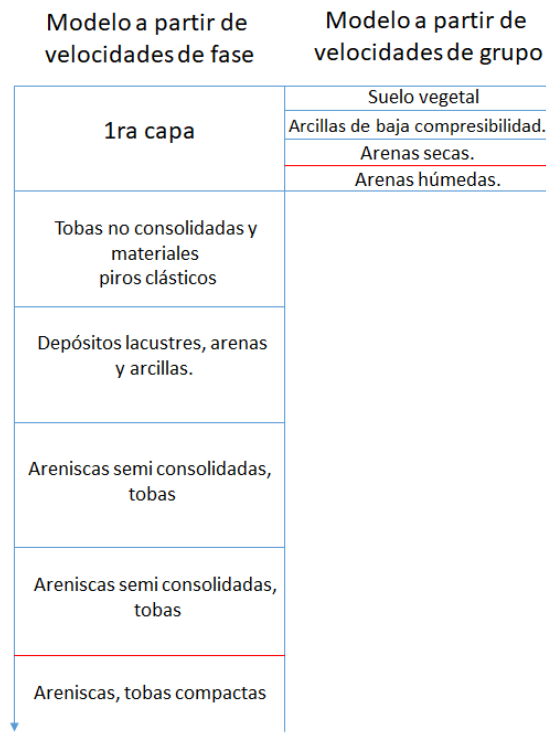 Modelo a partir de
velocidades de fase
Modelo a partir de
velocidades de grupo
1ra capa
Suelo vegetal
Arcillas de baja compresibilidad.
Arenas secas.
Arenas húmedas.
Tobas no consolidadas y
materiales
piros clásticos
Depósitos lacustres, arenas
y arcillas.
Areniscas semi consolidadas,
tobas
Areniscas semi consolidadas,
tobas
Areniscas, tobas compactas